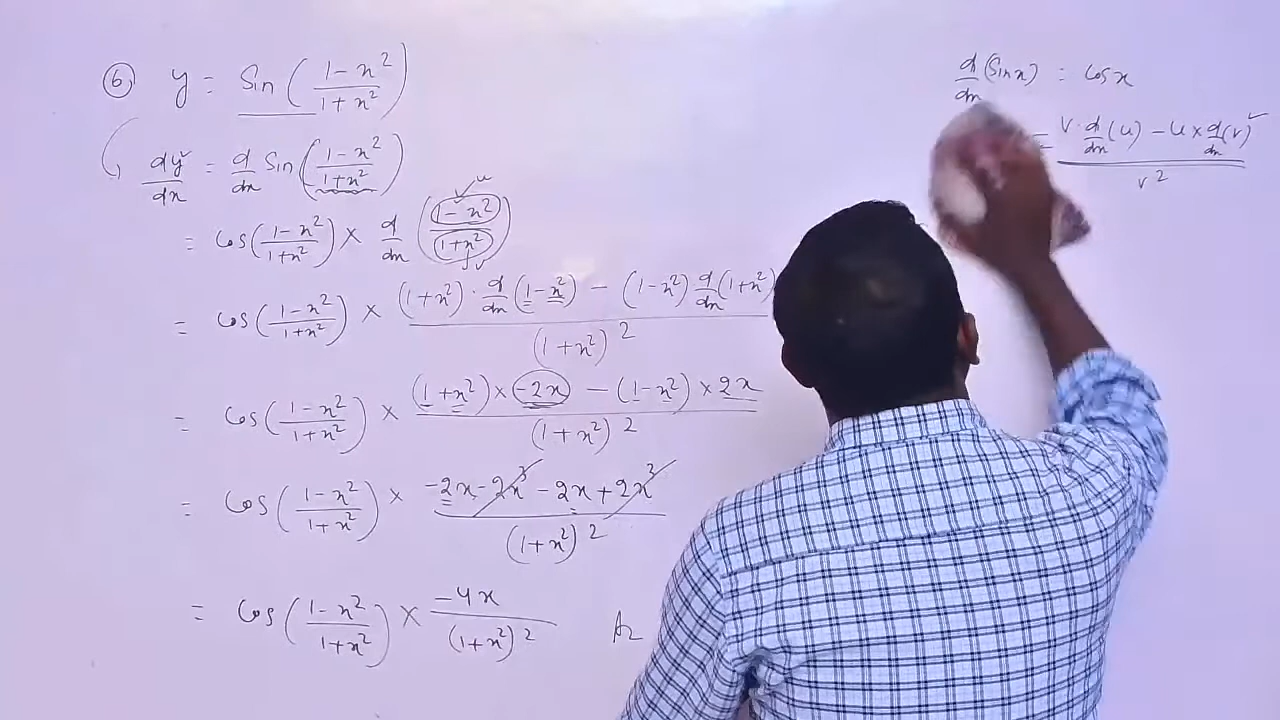 6) y = Sin ( (1-x²)/(1+x²) )
dy/dx = d/dx Sin ( (1-x²)/(1+x²) )
= Cos ( (1-x²)/(1+x²) ) × d/dx ( (1-x²)/(1+x²) ) u v
= Cos ( (1-x²)/(1+x²) ) × ( (1+x²) · d/dx (1-x²) - (1-x²) d/dx (1+x²) ) / (1+x²)²
= Cos ( (1-x²)/(1+x²) ) × ( (1+x²) × -2x - (1-x²) × 2x ) / (1+x²)²
= Cos ( (1-x²)/(1+x²) ) × ( -2x - 2x³ - 2x + 2x³ ) / (1+x²)²
= Cos ( (1-x²)/(1+x²) ) × -4x / (1+x²)²
d/dx (Sin x) = Cos x
= ( v · d/dx (u) - u × d/dx (v) ) / v²